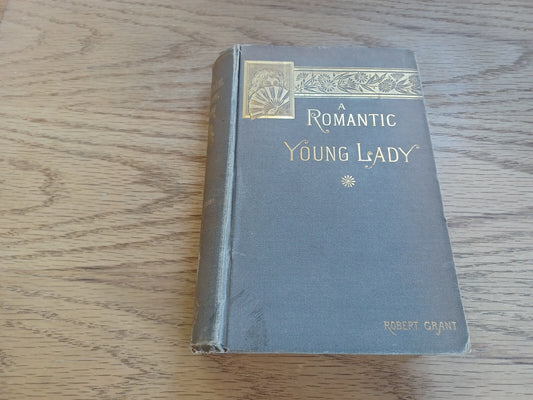 A
ROMANTIC
YOUNG LADY
ROBERT GRANT